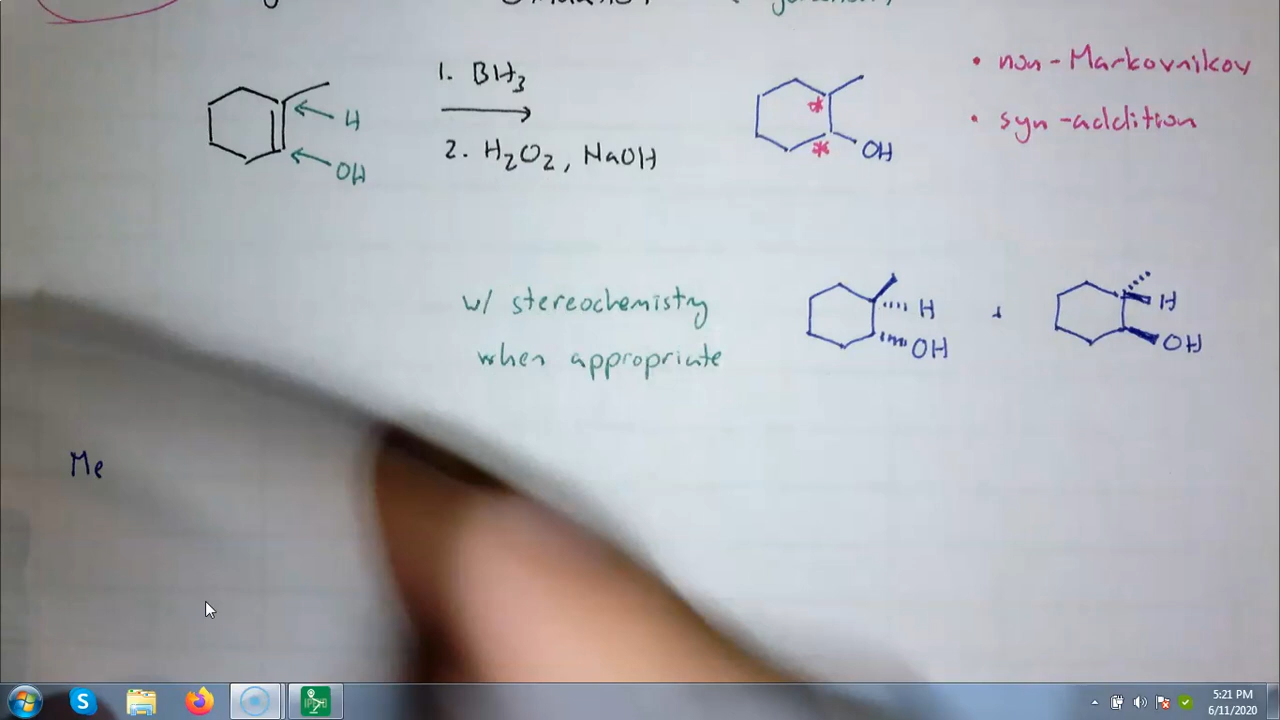 1. BH3
2. H2O2, NaOH
H
OH
OH
• non-Markovnikov
• syn-addition
w/ stereochemistry
when appropriate
H
OH
+
H
OH
Me
5:21 PM
6/11/2020